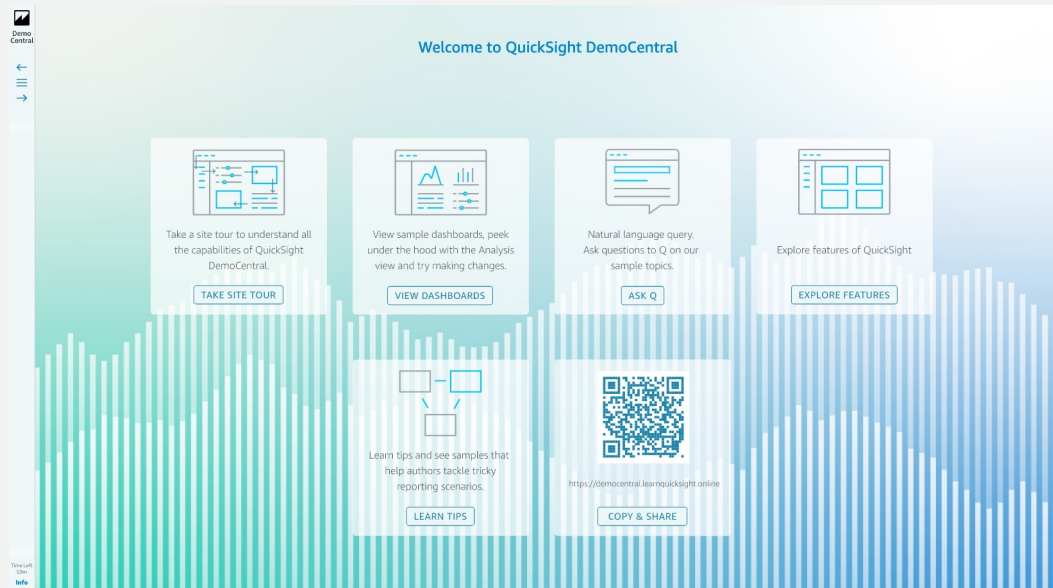 Demo
Central
Welcome to QuickSight DemoCentral
Take a site tour to understand all
the capabilities of QuickSight
DemoCentral.
TAKE SITE TOUR
View sample dashboards, peek
under the hood with the Analysis
view and try making changes.
VIEW DASHBOARDS
Natural language query.
Ask questions to Q on our
sample topics.
ASK Q
Explore features of QuickSight
EXPLORE FEATURES
Learn tips and see samples that
help authors tackle tricky
reporting scenarios.
LEARN TIPS
https://democentral.learnquicksight.online
COPY & SHARE
Time Left
Info